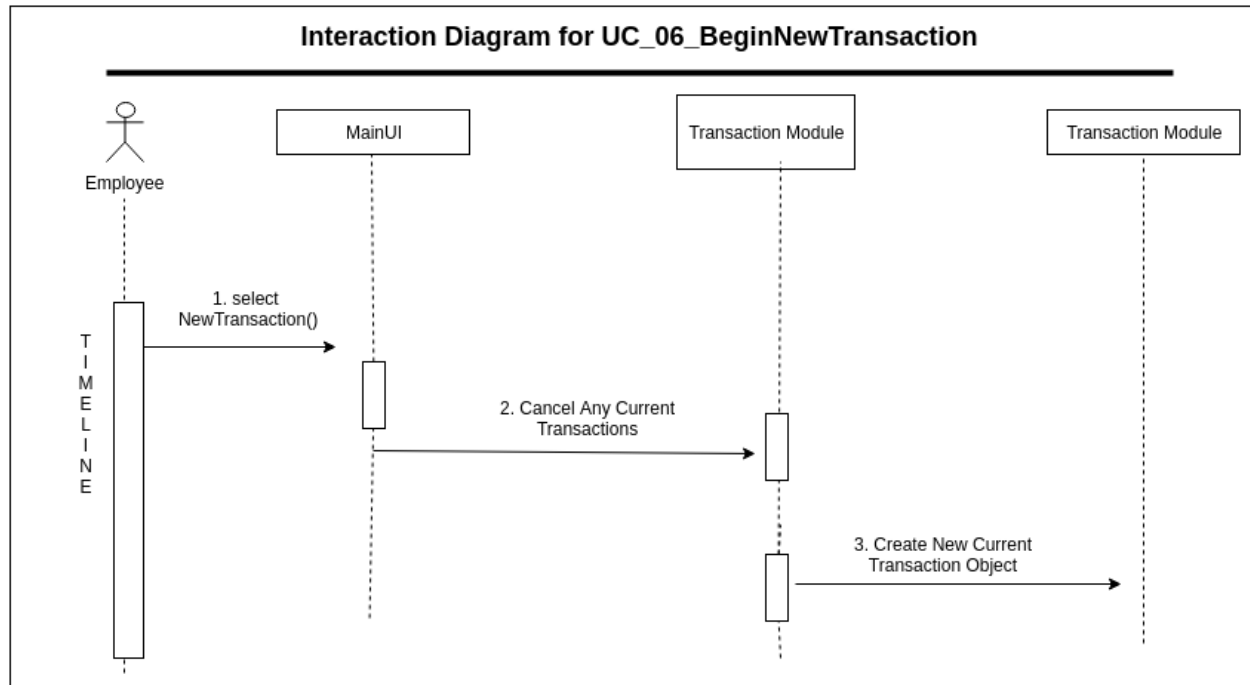 Interaction Diagram for UC_06_BeginNewTransaction
Employee
MainUI
Transaction Module
Transaction Module
TIMELINE
1. select
NewTransaction()
2. Cancel Any Current
Transactions
3. Create New Current
Transaction Object